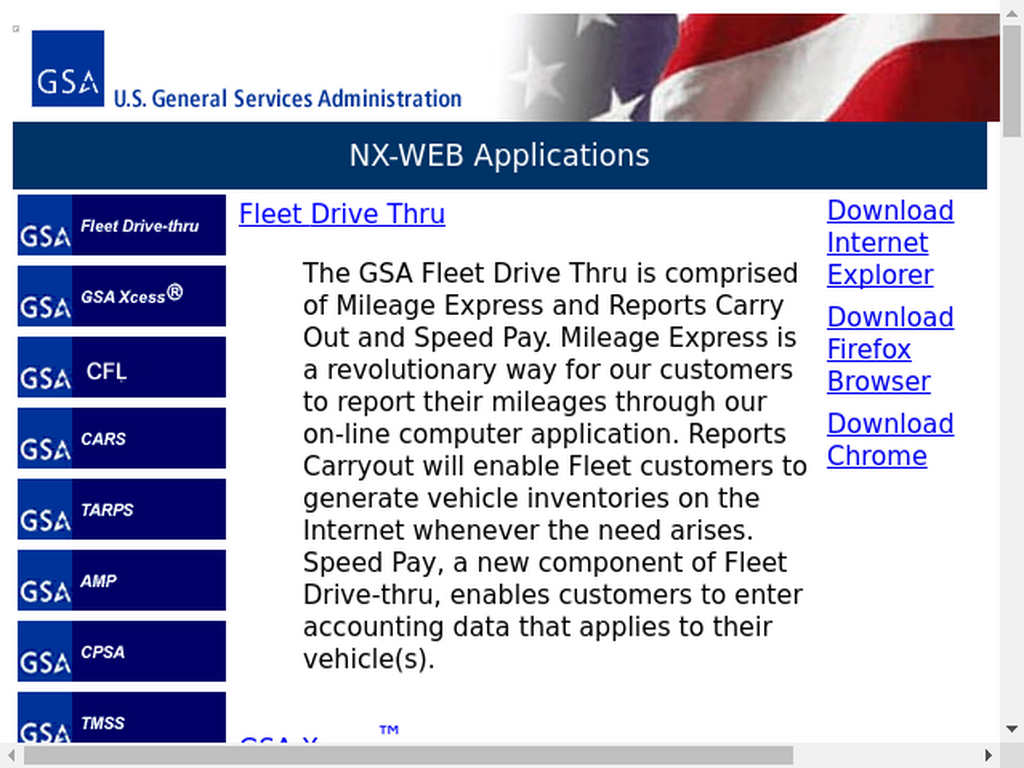 GSA
U.S. General Services Administration
NX-WEB Applications
GSA Fleet Drive-thru
GSA GSA Xcess®
GSA CFL
GSA CARS
GSA TARPS
GSA AMP
GSA CPSA
GSA TMSS
Fleet Drive Thru
The GSA Fleet Drive Thru is comprised
of Mileage Express and Reports Carry
Out and Speed Pay. Mileage Express is
a revolutionary way for our customers
to report their mileages through our
on-line computer application. Reports
Carryout will enable Fleet customers to
generate vehicle inventories on the
Internet whenever the need arises.
Speed Pay, a new component of Fleet
Drive-thru, enables customers to enter
accounting data that applies to their
vehicle(s).
™
Download
Internet
Explorer
Download
Firefox
Browser
Download
Chrome